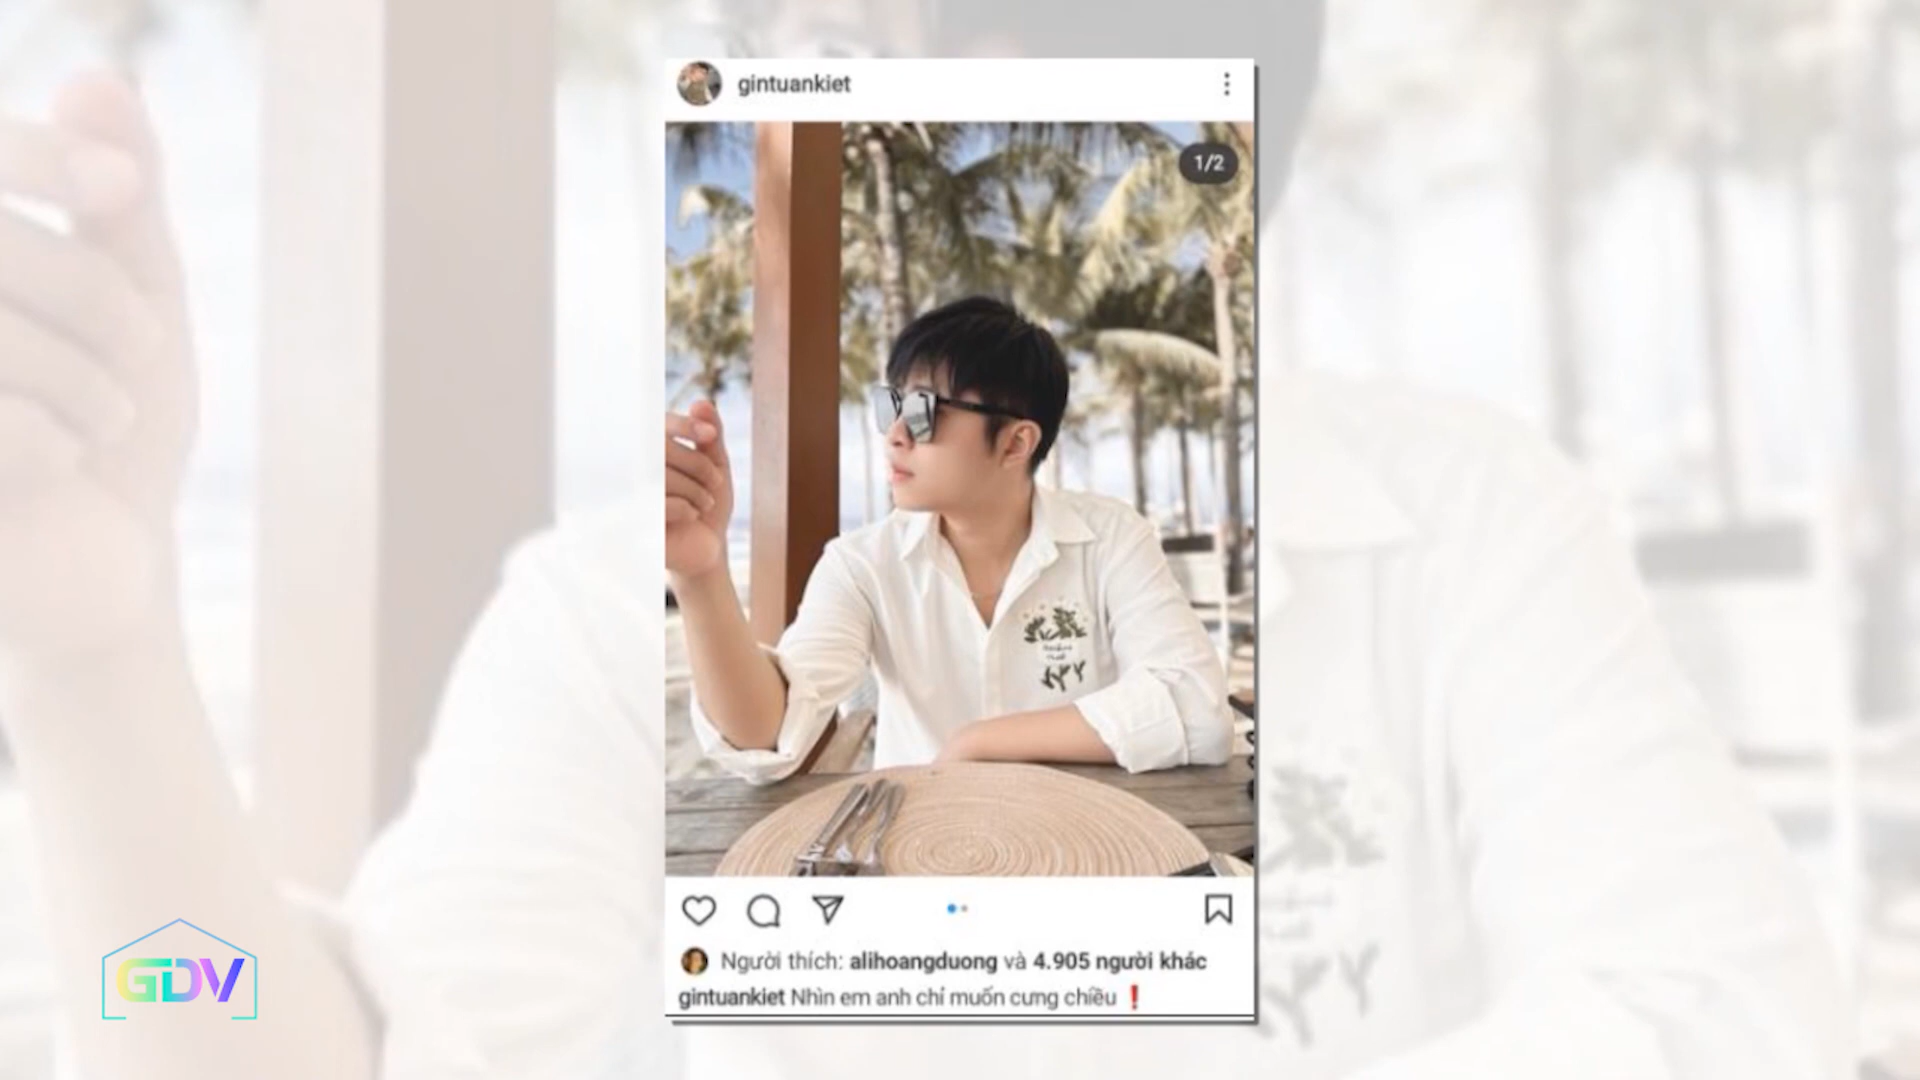 gintuankiet
1/2
Người thích: alihoangduong và 4.905 người khác
gintuankiet Nhìn em anh chỉ muốn cưng chiều ❗
GDV